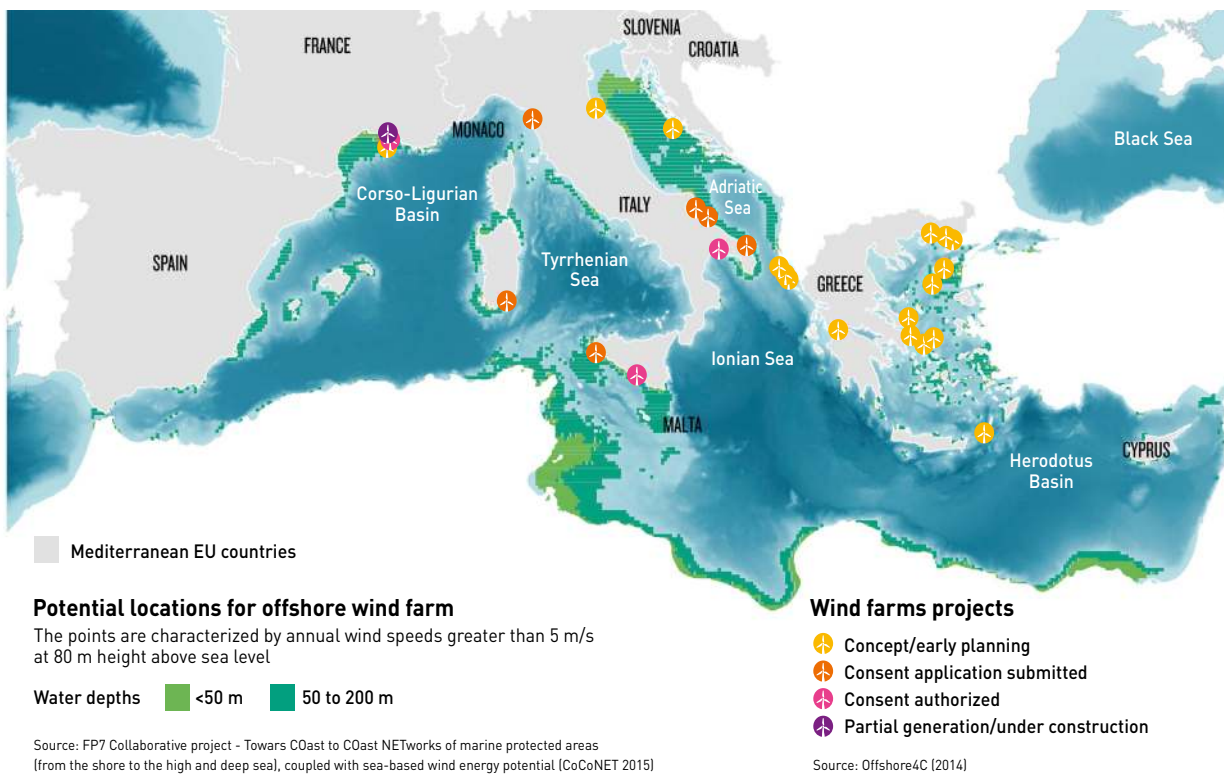 SLOVENIA
FRANCE
CROATIA
MONACO
Black Sea
Corso-Ligurian
Basin
Adriatic
Sea
ITALY
SPAIN
Tyrrhenian
Sea
GREECE
Ionian Sea
MALTA
CYPRUS
Herodotus
Basin
Mediterranean EU countries
Potential locations for offshore wind farm
The points are characterized by annual wind speeds greater than 5 m/s
at 80 m height above sea level
Water depths <50 m 50 to 200 m
Source: FP7 Collaborative project - Towars COast to COast NETworks of marine protected areas
(from the shore to the high and deep sea), coupled with sea-based wind energy potential (CoCoNET 2015)
Wind farms projects
Concept/early planning
Consent application submitted
Consent authorized
Partial generation/under construction
Source: Offshore4C (2014)